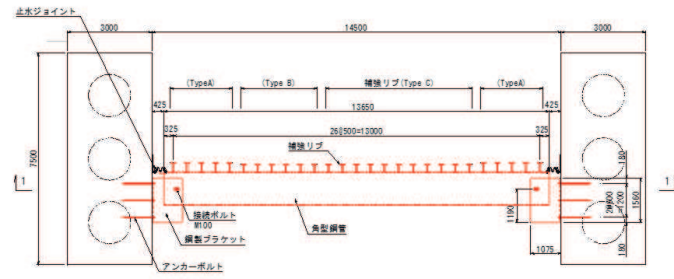 止水ジョイント
3000
14500
3000
(TypeA)
(Type B)
補強リブ(Type C)
(TypeA)
425
13650
425
325
26@500=13000
325
補強リブ
7500
180
1
1
2@600
=1200
1560
1190
接続ボルト
M100
角型鋼管
鋼製ブラケット
1075
180
アンカーボルト